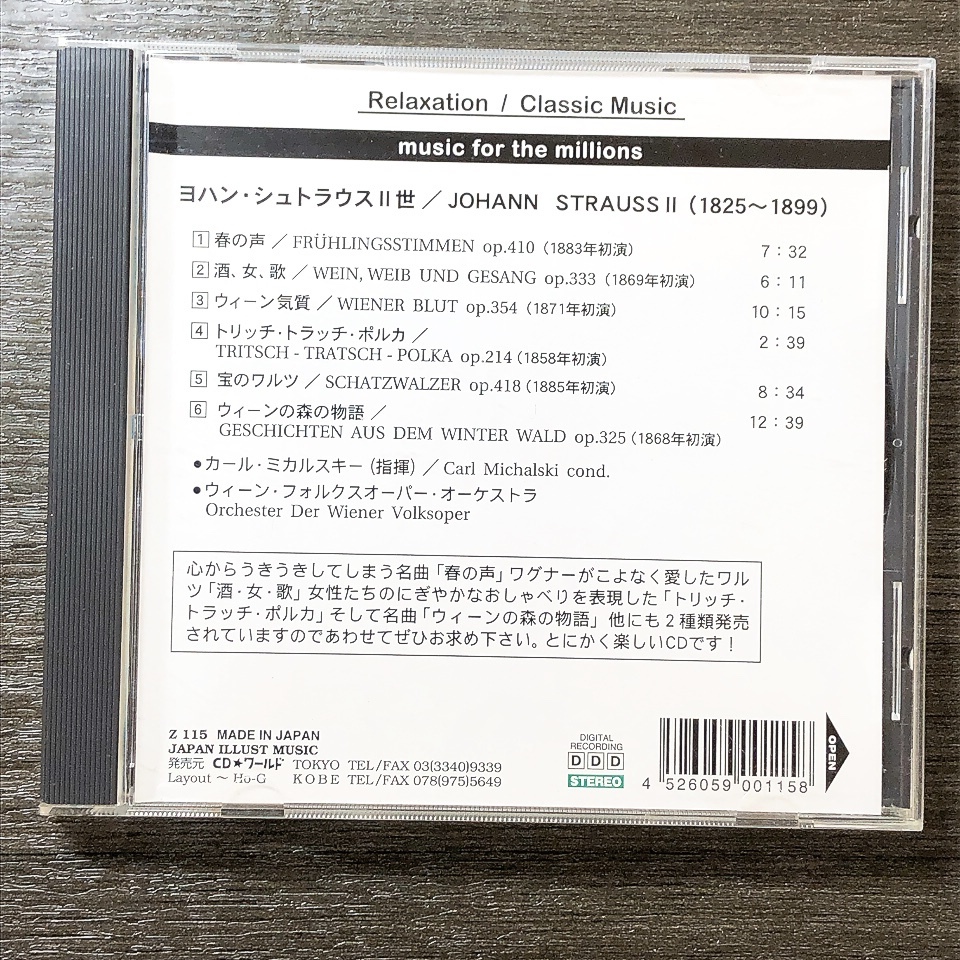 Relaxation / Classic Music
music for the millions
ヨハン・シュトラウスⅡ世 / JOHANN STRAUSS Ⅱ (1825〜1899)
1 春の声 / FRÜHLINGSSTIMMEN op.410 (1883年初演) 7:32
2 酒、女、歌 / WEIN, WEIB UND GESANG op.333 (1869年初演) 6:11
3 ウィーン気質 / WIENER BLUT op.354 (1871年初演) 10:15
4 トリッチ・トラッチ・ポルカ / 2:39
TRITSCH - TRATSCH - POLKA op.214 (1858年初演)
5 宝のワルツ / SCHATZWALZER op.418 (1885年初演) 8:34
6 ウィーンの森の物語 / 12:39
GESCHICHTEN AUS DEM WINTER WALD op.325 (1868年初演)
●カール・ミカルスキー (指揮) / Carl Michalski cond.
●ウィーン・フォルクスオーパー・オーケストラ
Orchester Der Wiener Volksoper
心からうきうきしてしまう名曲「春の声」ワグナーがこよなく愛したワル
ツ「酒・女・歌」女性たちのにぎやかなおしゃべりを表現した「トリッチ・
トラッチ・ポルカ」そして名曲「ウィーンの森の物語」他にも2種類発売
されていますのであわせてぜひお求め下さい。とにかく楽しいCDです!
Z 115 MADE IN JAPAN
JAPAN ILLUST MUSIC
発売元 CD★ワールド TOKYO TEL/FAX 03(3340)9339
Layout 〜 Ho-G KOBE TEL/FAX 078(975)5649
DIGITAL
RECORDING
DDD
STEREO
4 526059 001158
OPEN